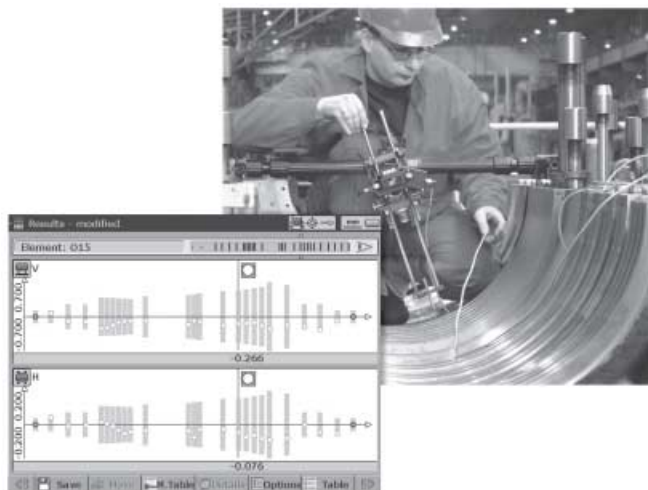 Results - modified
Element: 015
V
0.700
-0.700
-0.266
H
0.200
-0.200
-0.076
Save
M.Table
Details
Options
Table